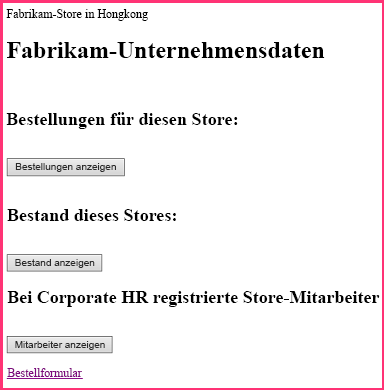 Fabrikam-Store in Hongkong
Fabrikam-Unternehmensdaten
Bestellungen für diesen Store:
Bestellungen anzeigen
Bestand dieses Stores:
Bestand anzeigen
Bei Corporate HR registrierte Store-Mitarbeiter
Mitarbeiter anzeigen
Bestellformular